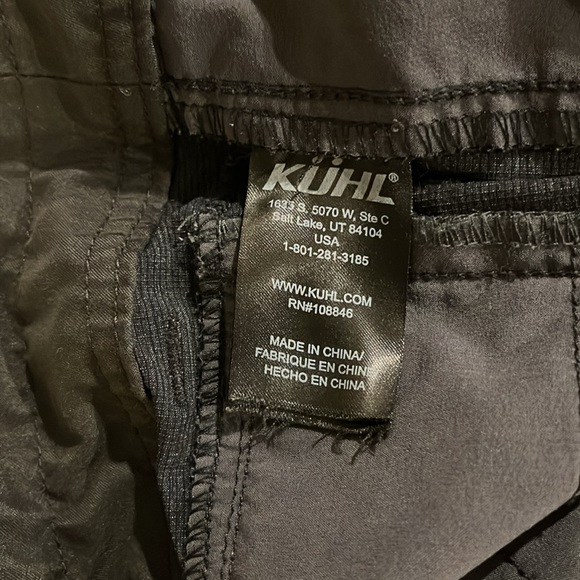 KÜHL®
1633 S. 5070 W, Ste C
Salt Lake, UT 84104
USA
1-801-281-3185
WWW.KUHL.COM
RN#108846
MADE IN CHINA/
FABRIQUE EN CHINE
HECHO EN CHINA